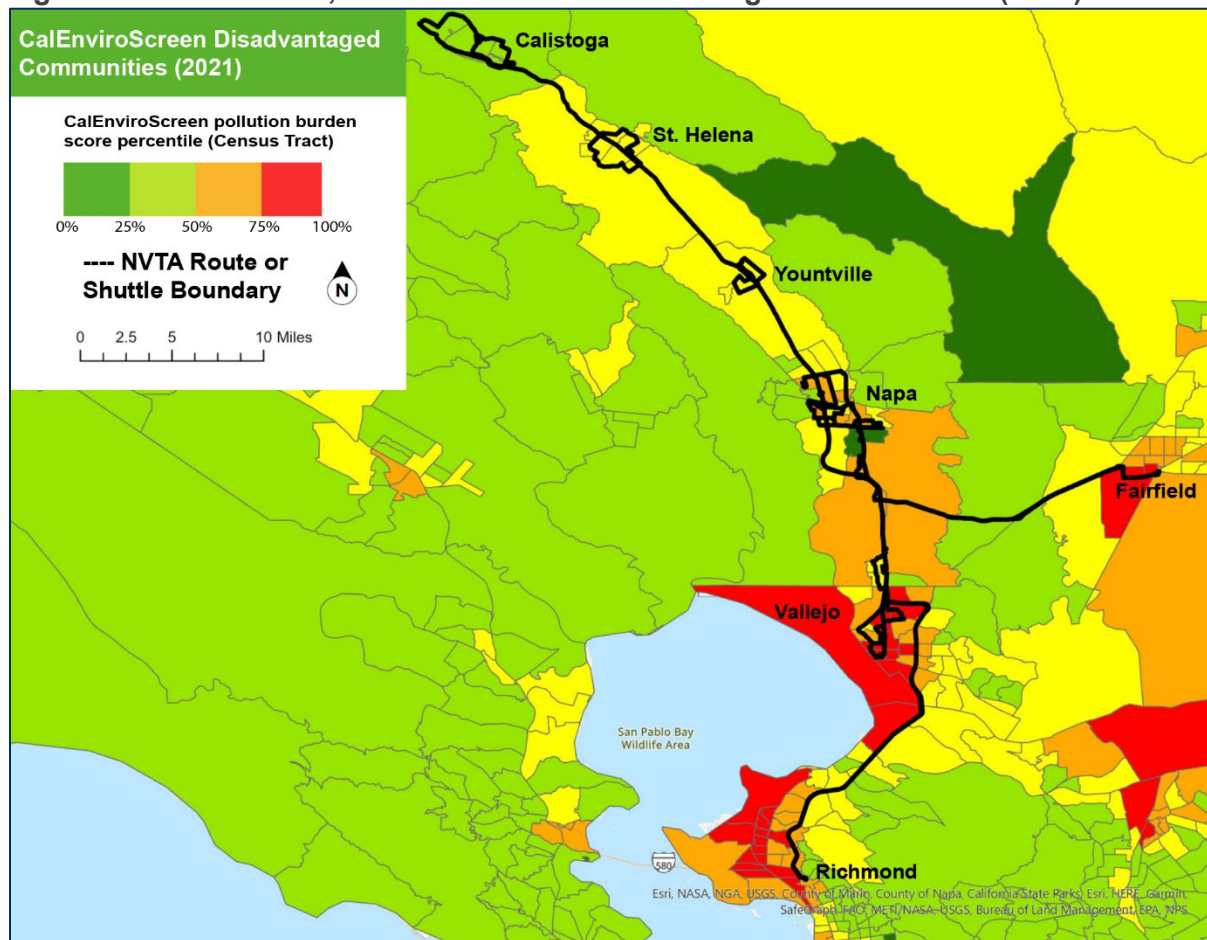 CalEnviroScreen Disadvantaged
Communities (2021)
CalEnviroScreen pollution burden
score percentile (Census Tract)
0% 25% 50% 75% 100%
---- NVTA Route or
Shuttle Boundary
N
0 2.5 5 10 Miles
Calistoga
St. Helena
Yountville
Napa
Fairfield
Vallejo
San Pablo Bay
Wildlife Area
580
Richmond
Esri, NASA, NGA, USGS, County of Marin, County of Napa, California State Parks, Esri, HERE, Garmin,
SafeGraph, FAO, METI/NASA, USGS, Bureau of Land Management, EPA, NPS